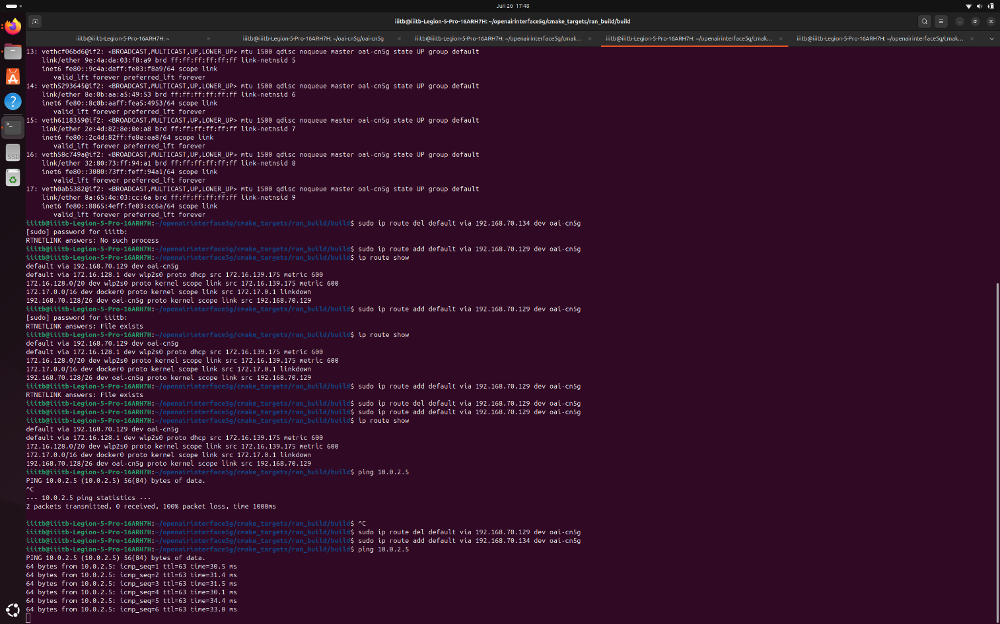 Jun 26 17:48
iiitb@iiitb-Legion-5-Pro-16ARH7H: ~/openairinterface5g/cmake_targets/ran_build/build
iiitb@iiitb-Legion-5-Pro-16ARH7H: ~
iiitb@iiitb-Legion-5-Pro-16ARH7H: ~/oai-cn5g/oai-cn5g
iiitb@iiitb-Legion-5-Pro-16ARH7H: ~/openairinterface5g/cmak...
iiitb@iiitb-Legion-5-Pro-16ARH7H: ~/openairinterface5g/cmak...
iiitb@iiitb-Legion-5-Pro-16ARH7H: ~/openairinterface5g/cmak...
13: vethcf06bd6@if2: <BROADCAST,MULTICAST,UP,LOWER_UP> mtu 1500 qdisc noqueue master oai-cn5g state UP group default
link/ether 9e:4a:da:03:f8:a9 brd ff:ff:ff:ff:ff:ff link-netnsid 5
inet6 fe80::9c4a:daff:fe03:f8a9/64 scope link
valid_lft forever preferred_lft forever
14: veth5293645@if2: <BROADCAST,MULTICAST,UP,LOWER_UP> mtu 1500 qdisc noqueue master oai-cn5g state UP group default
link/ether 8e:0b:aa:a5:49:53 brd ff:ff:ff:ff:ff:ff link-netnsid 6
inet6 fe80::8c0b:aaff:fea5:4953/64 scope link
valid_lft forever preferred_lft forever
15: veth6118359@if2: <BROADCAST,MULTICAST,UP,LOWER_UP> mtu 1500 qdisc noqueue master oai-cn5g state UP group default
link/ether 2e:4d:82:8e:0e:a8 brd ff:ff:ff:ff:ff:ff link-netnsid 7
inet6 fe80::2c4d:82ff:fe8e:ea8/64 scope link
valid_lft forever preferred_lft forever
16: veth58c749a@if2: <BROADCAST,MULTICAST,UP,LOWER_UP> mtu 1500 qdisc noqueue master oai-cn5g state UP group default
link/ether 32:80:73:ff:94:a1 brd ff:ff:ff:ff:ff:ff link-netnsid 8
inet6 fe80::3080:73ff:feff:94a1/64 scope link
valid_lft forever preferred_lft forever
17: veth0ab5382@if2: <BROADCAST,MULTICAST,UP,LOWER_UP> mtu 1500 qdisc noqueue master oai-cn5g state UP group default
link/ether 8a:65:4e:03:cc:6a brd ff:ff:ff:ff:ff:ff link-netnsid 9
inet6 fe80::8865:4eff:fe03:cc6a/64 scope link
valid_lft forever preferred_lft forever
iiitb@iiitb-Legion-5-Pro-16ARH7H:~/openairinterface5g/cmake_targets/ran_build/build$ sudo ip route del default via 192.168.70.134 dev oai-cn5g
[sudo] password for iiitb:
RTNETLINK answers: No such process
iiitb@iiitb-Legion-5-Pro-16ARH7H:~/openairinterface5g/cmake_targets/ran_build/build$ sudo ip route add default via 192.168.70.129 dev oai-cn5g
iiitb@iiitb-Legion-5-Pro-16ARH7H:~/openairinterface5g/cmake_targets/ran_build/build$ ip route show
default via 192.168.70.129 dev oai-cn5g
default via 172.16.128.1 dev wlp2s0 proto dhcp src 172.16.139.175 metric 600
172.16.128.0/20 dev wlp2s0 proto kernel scope link src 172.16.139.175 metric 600
172.17.0.0/16 dev docker0 proto kernel scope link src 172.17.0.1 linkdown
192.168.70.128/26 dev oai-cn5g proto kernel scope link src 192.168.70.129
iiitb@iiitb-Legion-5-Pro-16ARH7H:~/openairinterface5g/cmake_targets/ran_build/build$ sudo ip route add default via 192.168.70.129 dev oai-cn5g
[sudo] password for iiitb:
RTNETLINK answers: File exists
iiitb@iiitb-Legion-5-Pro-16ARH7H:~/openairinterface5g/cmake_targets/ran_build/build$ ip route show
default via 192.168.70.129 dev oai-cn5g
default via 172.16.128.1 dev wlp2s0 proto dhcp src 172.16.139.175 metric 600
172.16.128.0/20 dev wlp2s0 proto kernel scope link src 172.16.139.175 metric 600
172.17.0.0/16 dev docker0 proto kernel scope link src 172.17.0.1 linkdown
192.168.70.128/26 dev oai-cn5g proto kernel scope link src 192.168.70.129
iiitb@iiitb-Legion-5-Pro-16ARH7H:~/openairinterface5g/cmake_targets/ran_build/build$ sudo ip route add default via 192.168.70.129 dev oai-cn5g
RTNETLINK answers: File exists
iiitb@iiitb-Legion-5-Pro-16ARH7H:~/openairinterface5g/cmake_targets/ran_build/build$ sudo ip route del default via 192.168.70.129 dev oai-cn5g
iiitb@iiitb-Legion-5-Pro-16ARH7H:~/openairinterface5g/cmake_targets/ran_build/build$ sudo ip route add default via 192.168.70.129 dev oai-cn5g
iiitb@iiitb-Legion-5-Pro-16ARH7H:~/openairinterface5g/cmake_targets/ran_build/build$ ip route show
default via 192.168.70.129 dev oai-cn5g
default via 172.16.128.1 dev wlp2s0 proto dhcp src 172.16.139.175 metric 600
172.16.128.0/20 dev wlp2s0 proto kernel scope link src 172.16.139.175 metric 600
172.17.0.0/16 dev docker0 proto kernel scope link src 172.17.0.1 linkdown
192.168.70.128/26 dev oai-cn5g proto kernel scope link src 192.168.70.129
iiitb@iiitb-Legion-5-Pro-16ARH7H:~/openairinterface5g/cmake_targets/ran_build/build$ ping 10.0.2.5
PING 10.0.2.5 (10.0.2.5) 56(84) bytes of data.
^C
--- 10.0.2.5 ping statistics ---
2 packets transmitted, 0 received, 100% packet loss, time 1000ms
iiitb@iiitb-Legion-5-Pro-16ARH7H:~/openairinterface5g/cmake_targets/ran_build/build$ ^C
iiitb@iiitb-Legion-5-Pro-16ARH7H:~/openairinterface5g/cmake_targets/ran_build/build$ sudo ip route del default via 192.168.70.129 dev oai-cn5g
iiitb@iiitb-Legion-5-Pro-16ARH7H:~/openairinterface5g/cmake_targets/ran_build/build$ sudo ip route add default via 192.168.70.134 dev oai-cn5g
iiitb@iiitb-Legion-5-Pro-16ARH7H:~/openairinterface5g/cmake_targets/ran_build/build$ ping 10.0.2.5
PING 10.0.2.5 (10.0.2.5) 56(84) bytes of data.
64 bytes from 10.0.2.5: icmp_seq=1 ttl=63 time=30.5 ms
64 bytes from 10.0.2.5: icmp_seq=2 ttl=63 time=31.4 ms
64 bytes from 10.0.2.5: icmp_seq=3 ttl=63 time=31.5 ms
64 bytes from 10.0.2.5: icmp_seq=4 ttl=63 time=30.1 ms
64 bytes from 10.0.2.5: icmp_seq=5 ttl=63 time=34.4 ms
64 bytes from 10.0.2.5: icmp_seq=6 ttl=63 time=33.0 ms
SSD